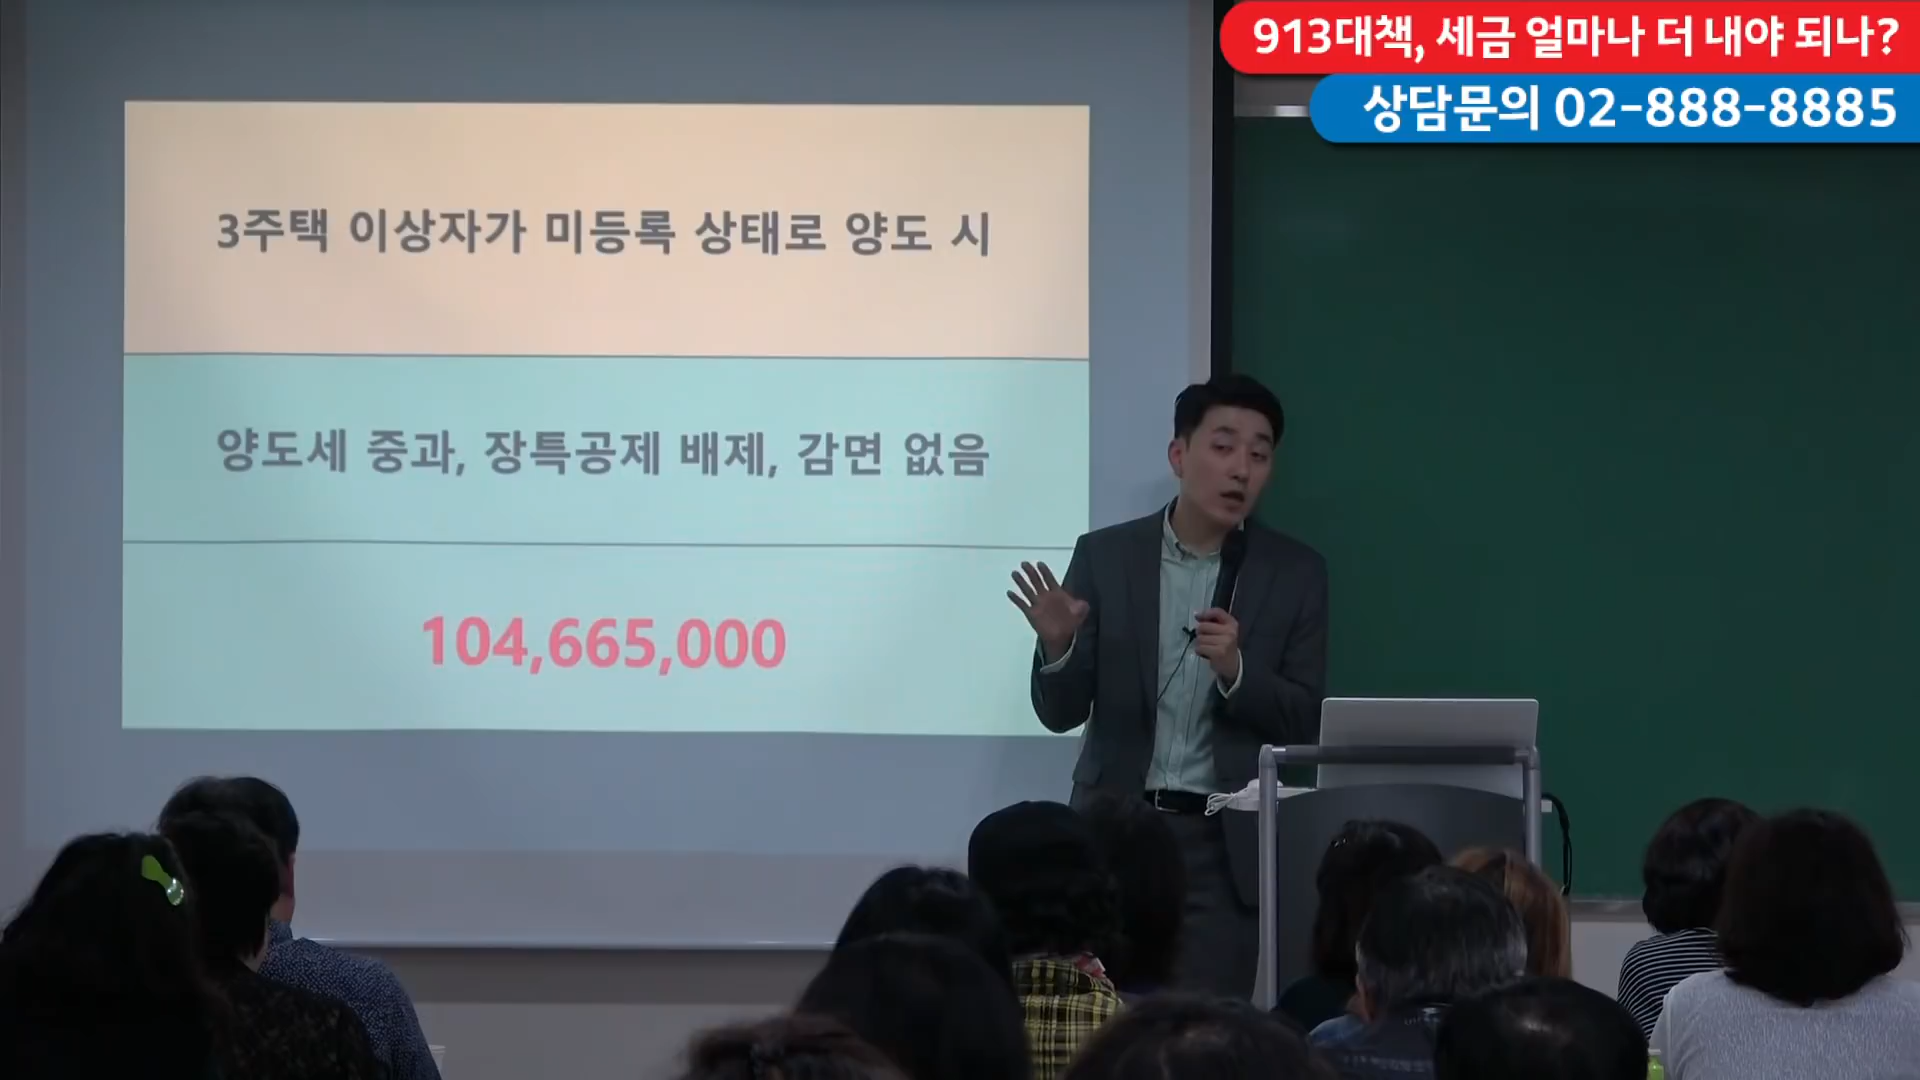 913대책, 세금 얼마나 더 내야 되나?
상담문의 02-888-8885
3주택 이상자가 미등록 상태로 양도 시
양도세 중과, 장특공제 배제, 감면 없음
104,665,000